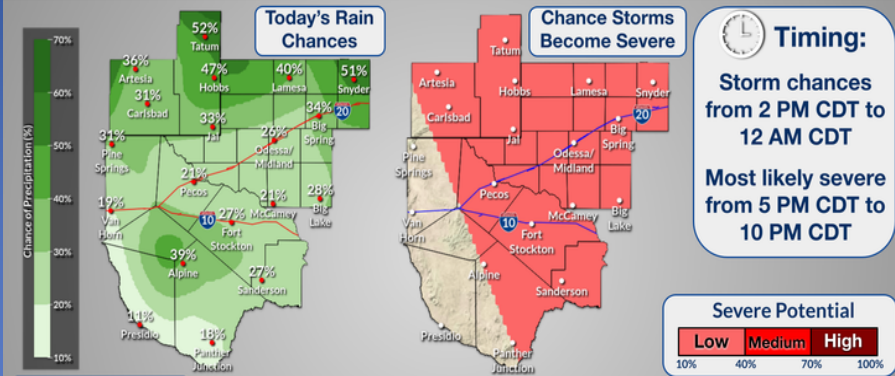 Today's Rain
Chances
Chance of Precipitation (%)
70%
60%
50%
40%
30%
20%
10%
52%
Tatum
36%
Artesia
47%
Hobbs
40%
Lamesa
51%
Snyder
31%
Carlsbad
33%
Jal
34%
Big
Spring
20
31%
Pine
Springs
26%
Odessa/
Midland
21%
Pecos
19%
Van
Horn
10
27%
Fort
Stockton
21%
McCamey
28%
Big
Lake
39%
Alpine
27%
Sanderson
11%
Presidio
18%
Panther
Junction
Chance Storms
Become Severe
Tatum
Artesia
Hobbs
Lamesa
Snyder
Carlsbad
Jal
Big
Spring
20
Pine
Springs
Odessa/
Midland
Pecos
Van
Horn
10
Fort
Stockton
McCamey
Big
Lake
Alpine
Sanderson
Presidio
Panther
Junction
Timing:
Storm chances
from 2 PM CDT to
12 AM CDT
Most likely severe
from 5 PM CDT to
10 PM CDT
Severe Potential
Low Medium High
10% 40% 70% 100%